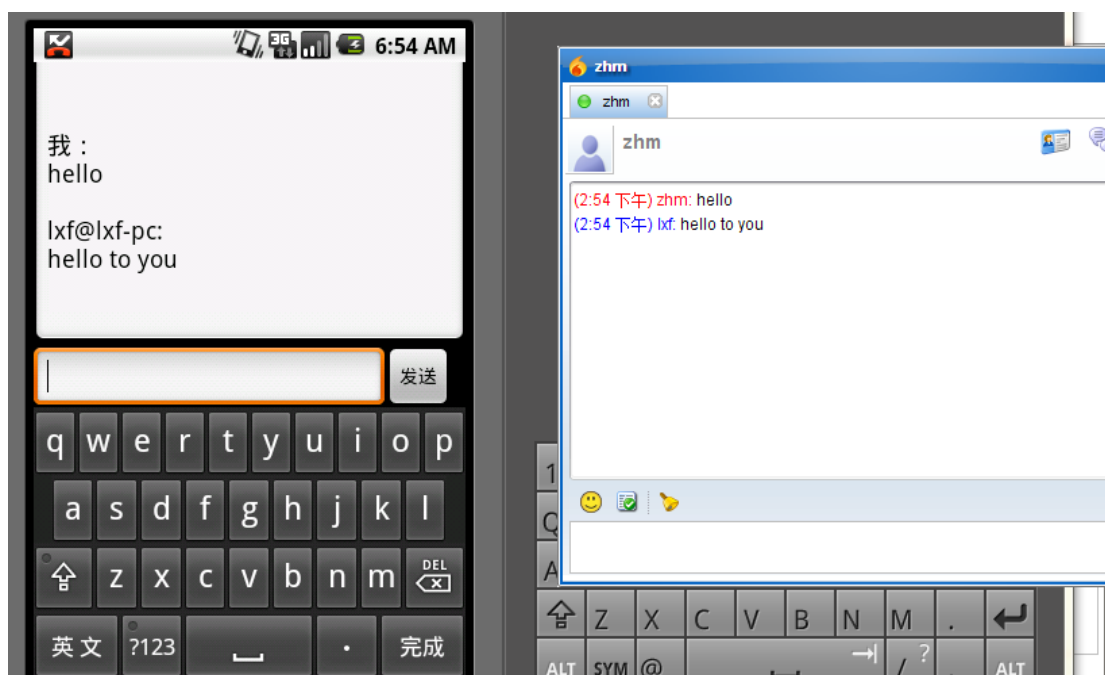 3G
6:54 AM
我：
hello
lxf@lxf-pc:
hello to you
发送
q w e r t y u i o p
a s d f g h j k l
z x c v b n m DEL
英文 ?123 . 完成
zhm
zhm
zhm
(2:54 下午) zhm: hello
(2:54 下午) lxf: hello to you
1
Q
A
Z X C V B N M .
ALT SYM @ / ? , ALT